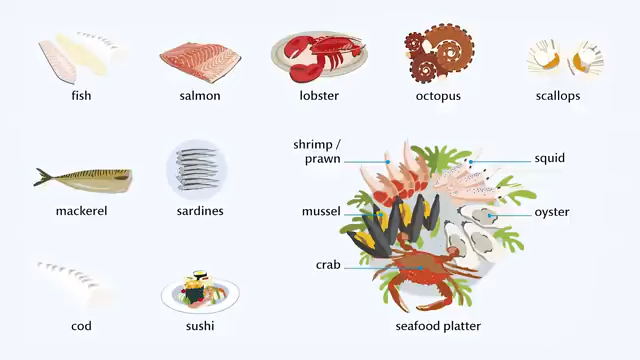 fish
salmon
lobster
octopus
scallops
shrimp /
prawn
squid
mackerel
sardines
mussel
oyster
crab
cod
sushi
seafood platter